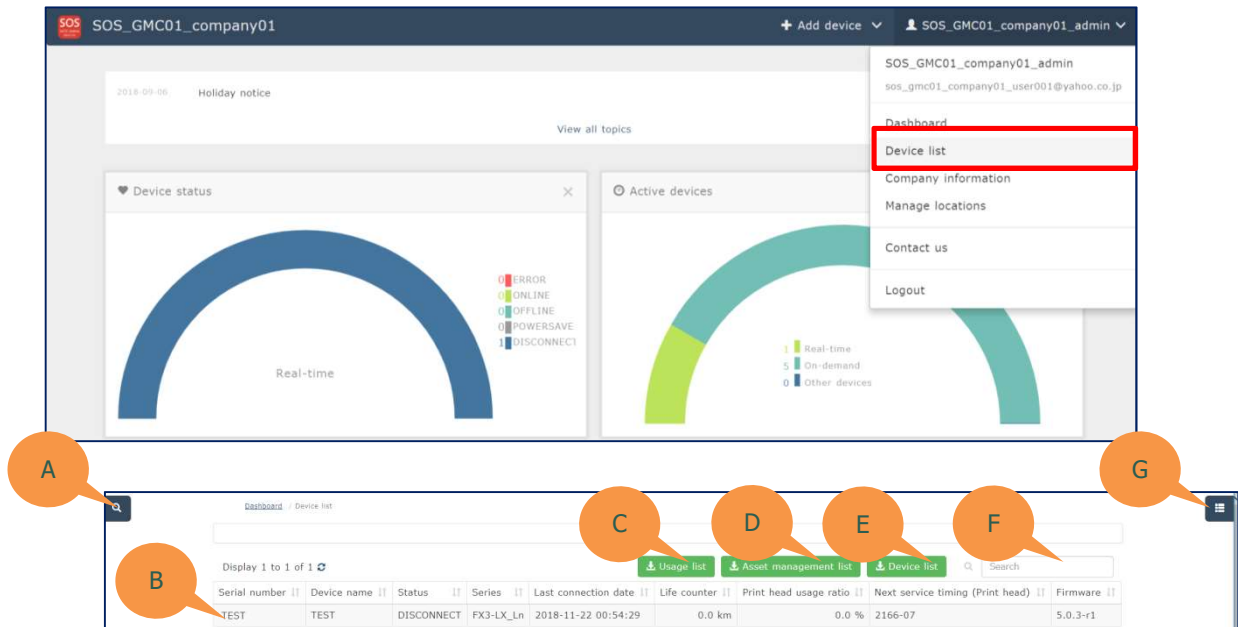 SOS
SOS_GMC01_company01
Add device
SOS_GMC01_company01_admin
SOS_GMC01_company01_admin
sos_gmc01_company01_user001@yahoo.co.jp
2018-09-06
Holiday notice
View all topics
Dashboard
Device list
Company information
Manage locations
Contact us
Logout
Device status
Active devices
0 ERROR
0 ONLINE
0 OFFLINE
0 POWERSAVE
1 DISCONNECT
Real-time
1 Real-time
5 On-demand
0 Other devices
A
G
Dashboard / Device list
C
D
E
F
B
Display 1 to 1 of 1
Usage list
Asset management list
Device list
Search
Serial number Device name Status Series Last connection date Life counter Print head usage ratio Next service timing (Print head) Firmware
TEST TEST DISCONNECT FX3-LX_Ln 2018-11-22 00:54:29 0.0 km 0.0 % 2166-07 5.0.3-r1